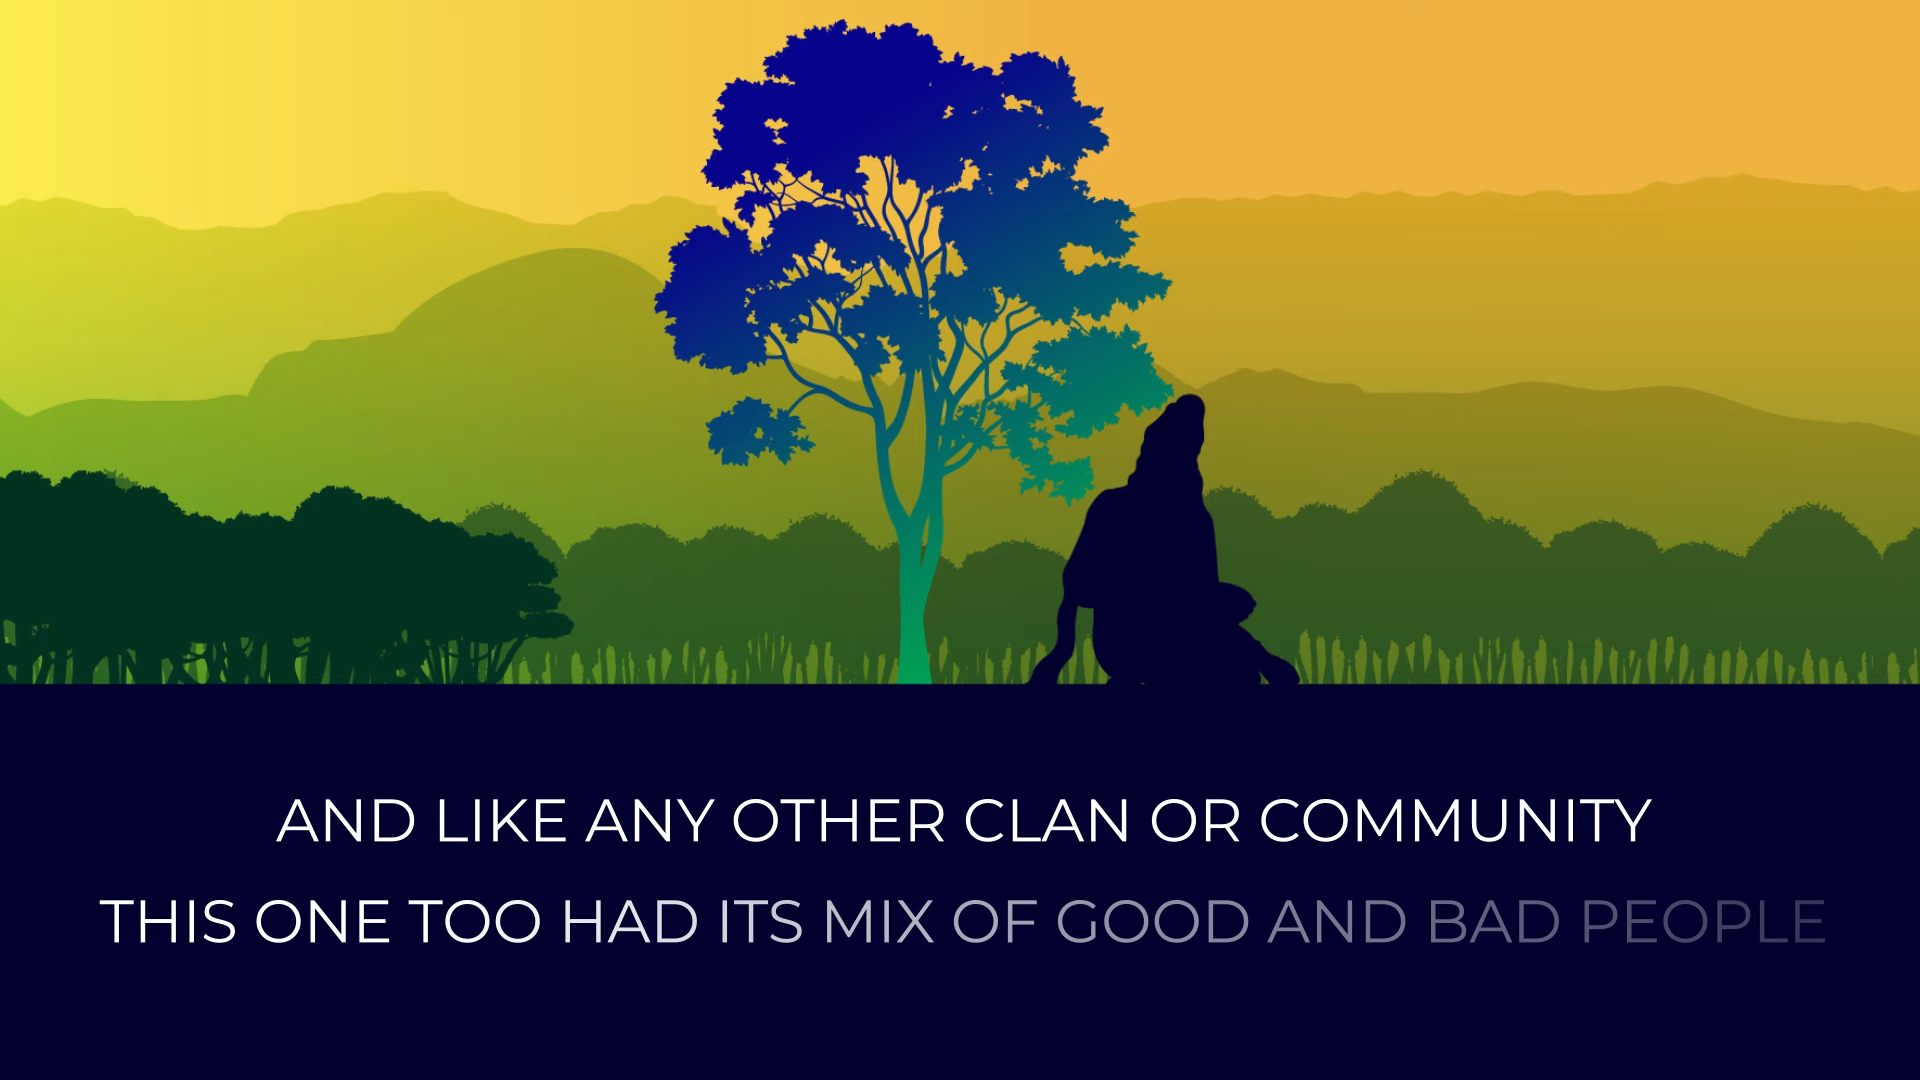 AND LIKE ANY OTHER CLAN OR COMMUNITY
THIS ONE TOO HAD ITS MIX OF GOOD AND BAD PEOPLE